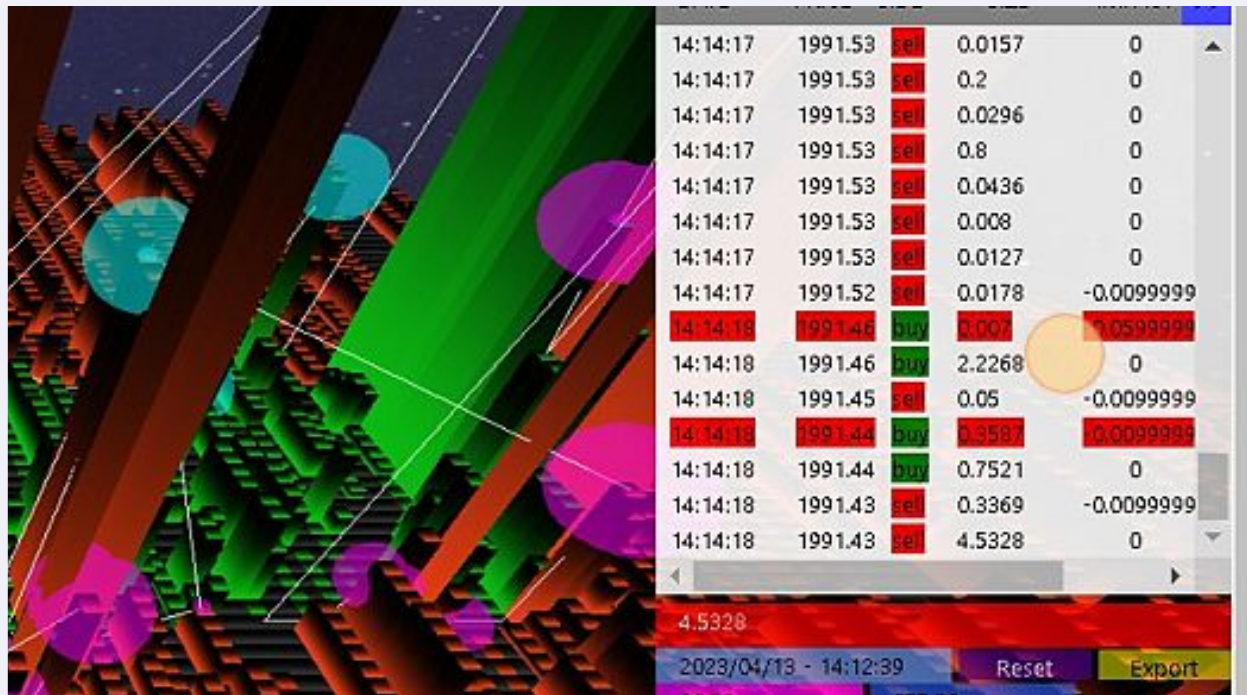 14:14:17 1991.53 sell 0.0157 0
14:14:17 1991.53 sell 0.2 0
14:14:17 1991.53 sell 0.0296 0
14:14:17 1991.53 sell 0.8 0
14:14:17 1991.53 sell 0.0436 0
14:14:17 1991.53 sell 0.008 0
14:14:17 1991.53 sell 0.0127 0
14:14:17 1991.52 sell 0.0178 -0.0099999
14:14:18 1991.46 buy 0.007 -0.0599999
14:14:18 1991.46 buy 2.2268 0
14:14:18 1991.45 sell 0.05 -0.0099999
14:14:18 1991.44 buy 0.3587 -0.0099999
14:14:18 1991.44 buy 0.7521 0
14:14:18 1991.43 sell 0.3369 -0.0099999
14:14:18 1991.43 sell 4.5328 0
4.5328
2023/04/13 - 14:12:39 Reset Export